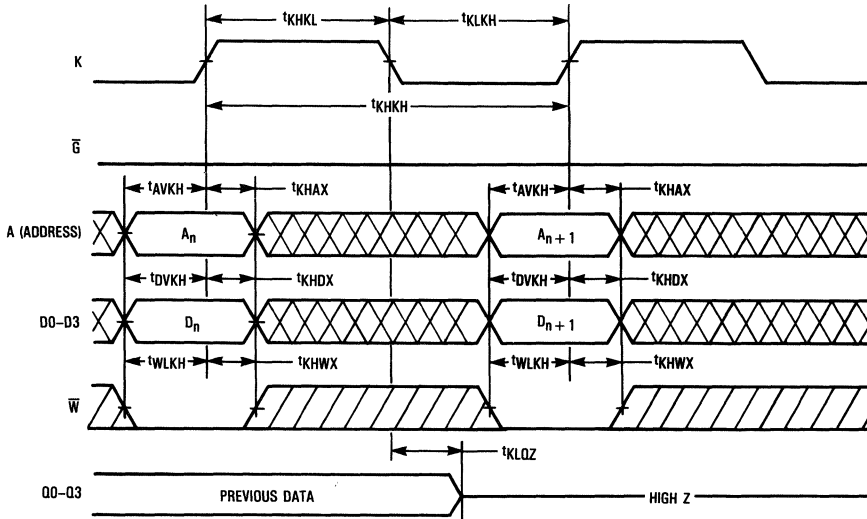 tKHKL tKLKH
K
tKHKH
G̅
tAVKH tKHAX tAVKH tKHAX
A (ADDRESS) An An + 1
tDVKH tKHDX tDVKH tKHDX
D0–D3 Dn Dn + 1
tWLKH tKHWX tWLKH tKHWX
W̅
tKLQZ
Q0–Q3 PREVIOUS DATA HIGH Z